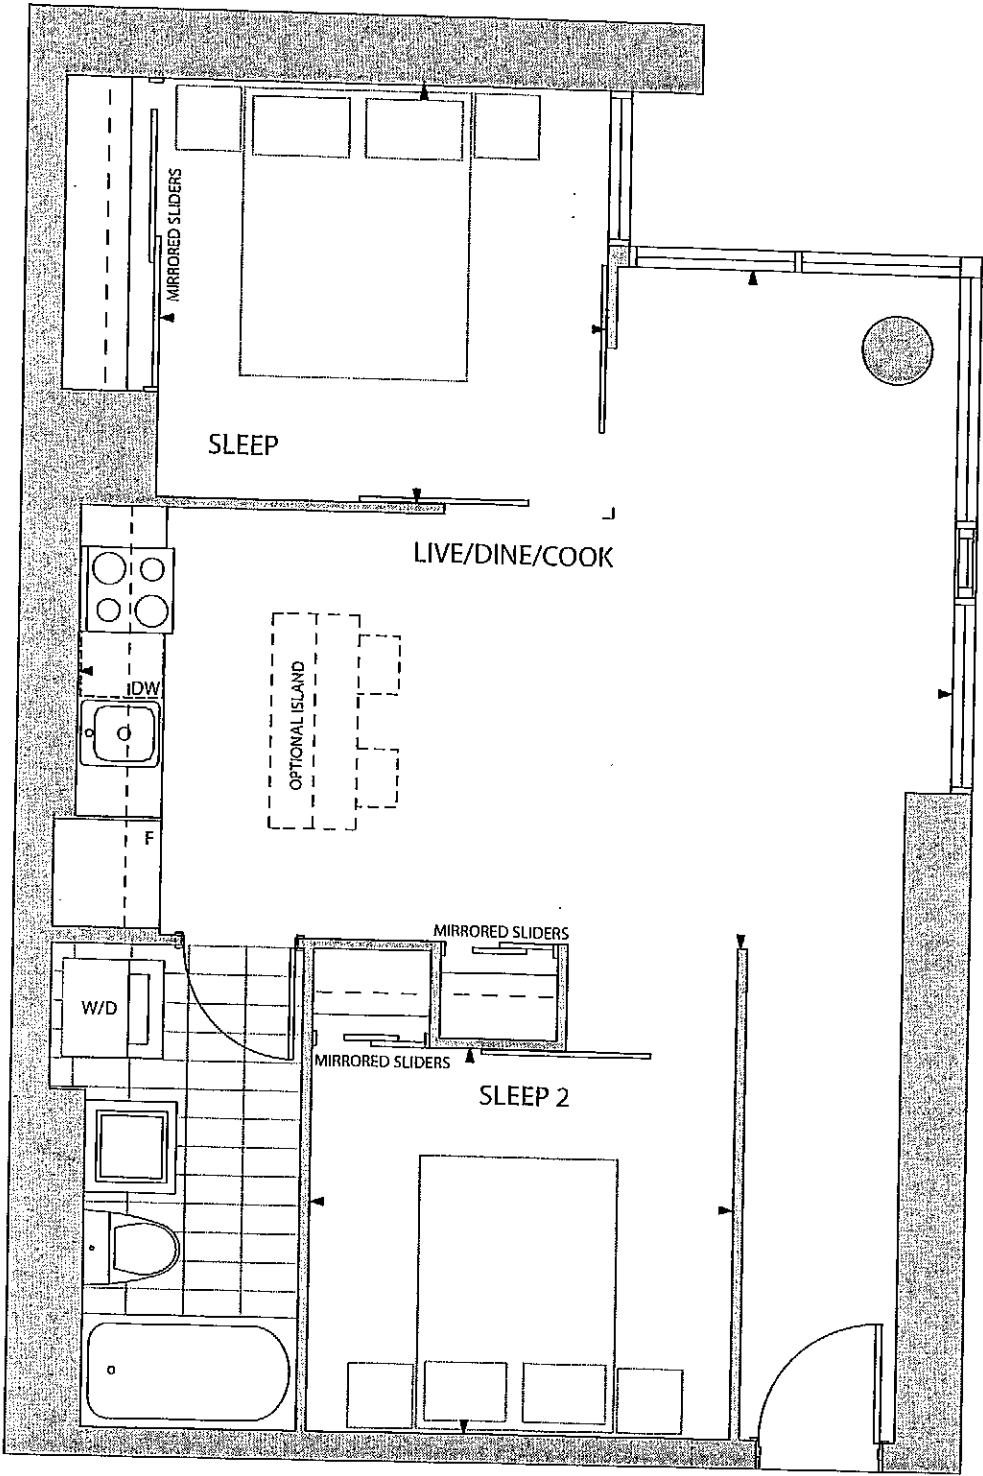 MIRRORED SLIDERS
SLEEP
LIVE/DINE/COOK
OPTIONAL ISLAND
DW
F
MIRRORED SLIDERS
W/D
MIRRORED SLIDERS
SLEEP 2